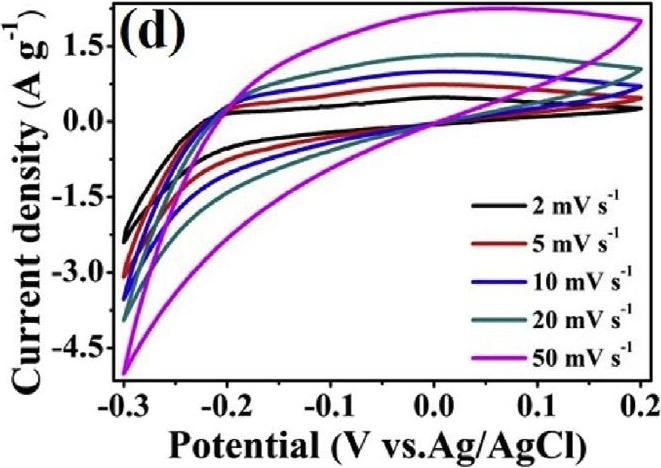 (d)
Current density (A g⁻¹)
1.5
0.0
-1.5
-3.0
-4.5
2 mV s⁻¹
5 mV s⁻¹
10 mV s⁻¹
20 mV s⁻¹
50 mV s⁻¹
-0.3 -0.2 -0.1 0.0 0.1 0.2
Potential (V vs.Ag/AgCl)